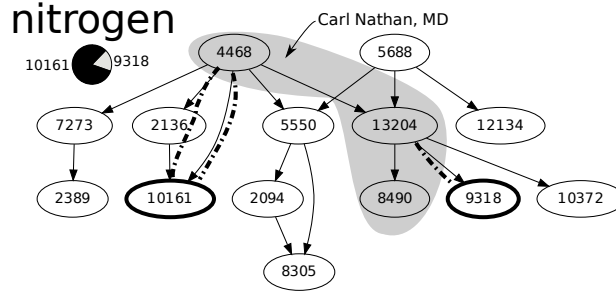 nitrogen
Carl Nathan, MD
10161 9318
4468 5688
7273 2136 5550 13204 12134
2389 10161 2094 8490 9318 10372
8305